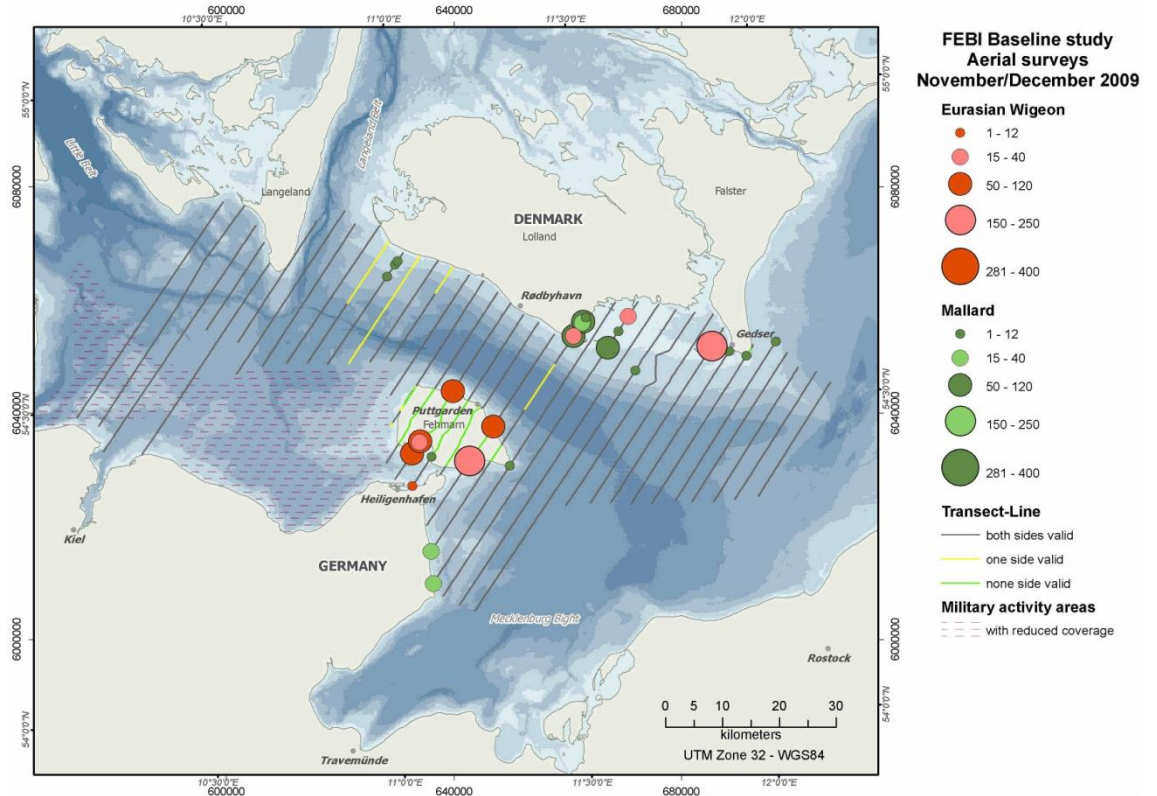 600000
640000
680000
10°30'0"E
11°0'0"E
11°30'0"E
12°0'0"E
55°0'0"N
55°0'0"N
Little Belt
Langeland Belt
Langeland
Falster
6080000
6080000
DENMARK
Lolland
Rødbyhavn
Gedser
54°30'0"N
54°30'0"N
6040000
6040000
Puttgarden
Fehmarn
Heiligenhafen
Kiel
GERMANY
Mecklenburg Bight
6000000
6000000
Rostock
54°0'0"N
54°0'0"N
Travemünde
0 5 10 20 30
kilometers
UTM Zone 32 - WGS84
10°30'0"E
11°0'0"E
11°30'0"E
12°0'0"E
600000
640000
680000
FEBI Baseline study
Aerial surveys
November/December 2009
Eurasian Wigeon
1 - 12
15 - 40
50 - 120
150 - 250
281 - 400
Mallard
1 - 12
15 - 40
50 - 120
150 - 250
281 - 400
Transect-Line
both sides valid
one side valid
none side valid
Military activity areas
with reduced coverage